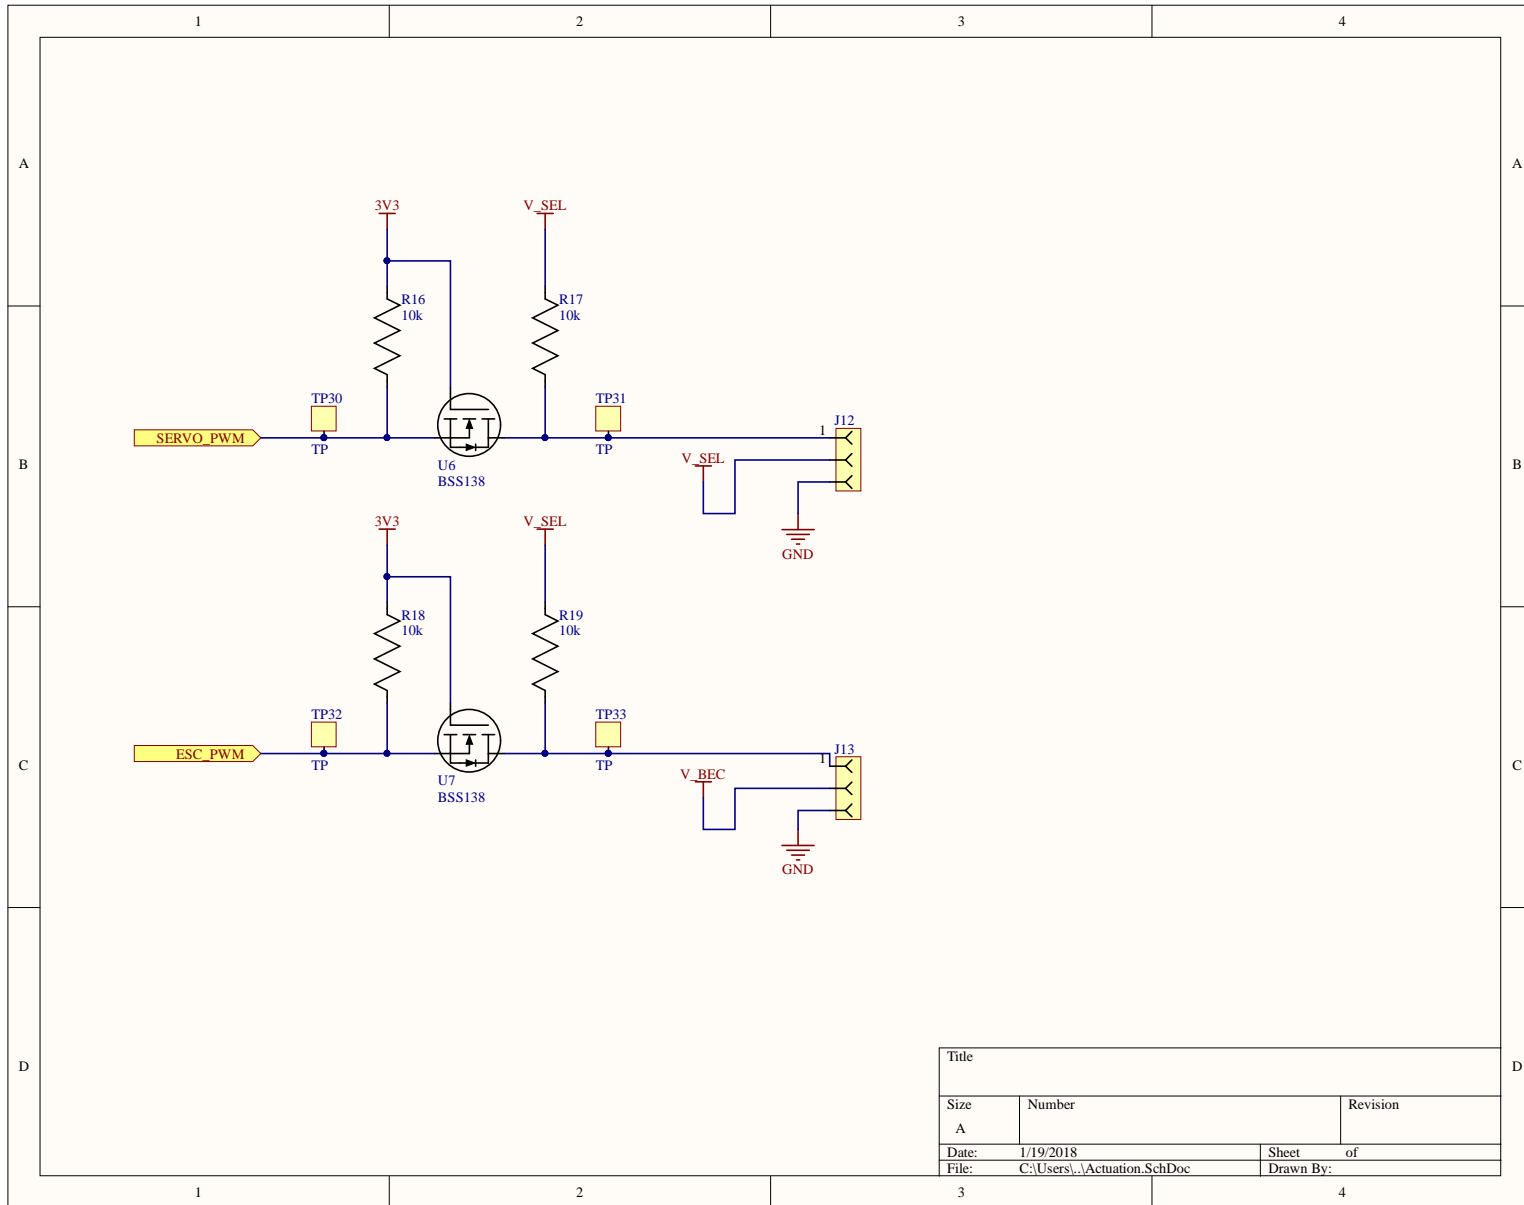 1 2 3 4
A A
3V3 V_SEL
R16 R17
10k 10k
TP30 TP31
J12
SERVO_PWM 1
TP TP
V_SEL
B B
U6
BSS138
3V3 V_SEL
GND
R18 R19
10k 10k
TP32 TP33
J13
ESC_PWM 1
TP TP
C C
V_BEC
U7
BSS138
GND
Title
D D
Size Number Revision
A
Date: 1/19/2018 Sheet of
File: C:\Users\..\Actuation.SchDoc Drawn By:
1 2 3 4